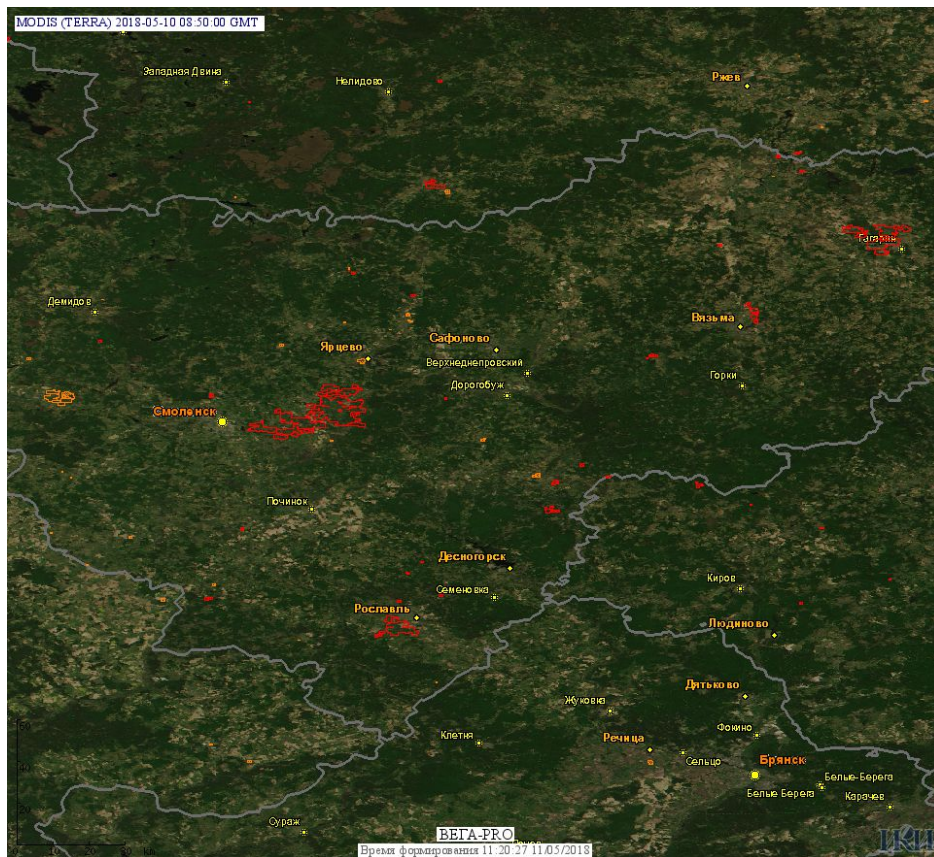 MODIS (TERRA) 2018-05-10 08:50:00 GMT
Западная Двина
Нелидово
Ржев
Гагарин
Демидов
Вязьма
Сафоново
Ярцево
Верхнеднепровский
Горки
Дорогобуж
Смоленск
Починок
Десногорск
Киров
Семеновка
Рославль
Людиново
Дятьково
Жуковка
Фокино
Клетня
Речица
Сельцо
Брянск
Белые-Берега
Белые Берега
Карачев
Сураж
ВЕГА-PRO
ИКИ
Время формирования 11:20:27 11/05/2018